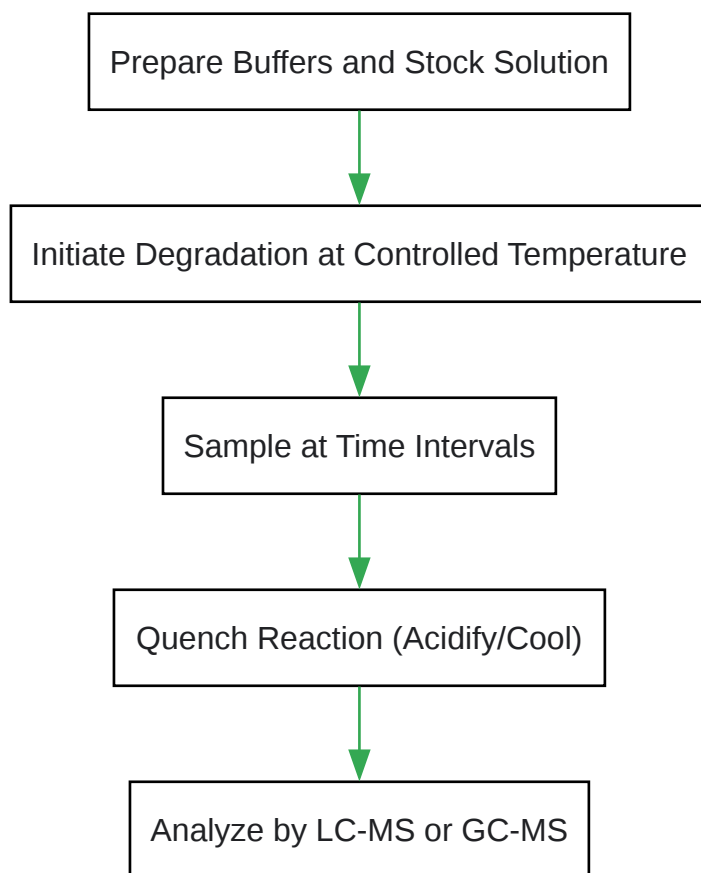 Prepare Buffers and Stock Solution
Initiate Degradation at Controlled Temperature
Sample at Time Intervals
Quench Reaction (Acidify/Cool)
Analyze by LC-MS or GC-MS